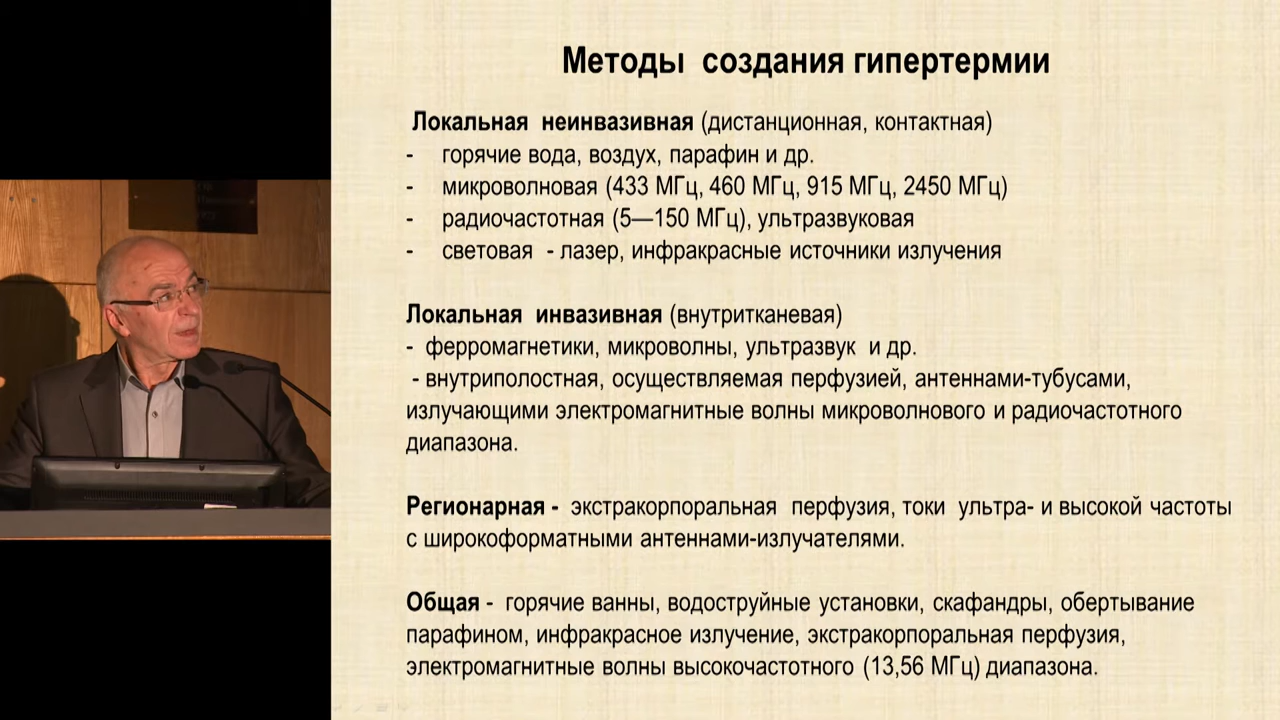 Методы создания гипертермии
Локальная неинвазивная (дистанционная, контактная)
- горячие вода, воздух, парафин и др.
- микроволновая (433 МГц, 460 МГц, 915 МГц, 2450 МГц)
- радиочастотная (5—150 МГц), ультразвуковая
- световая - лазер, инфракрасные источники излучения
Локальная инвазивная (внутритканевая)
- ферромагнетики, микроволны, ультразвук и др.
- внутриполостная, осуществляемая перфузией, антеннами-тубусами,
излучающими электромагнитные волны микроволнового и радиочастотного
диапазона.
Регионарная - экстракорпоральная перфузия, токи ультра- и высокой частоты
с широкоформатными антеннами-излучателями.
Общая - горячие ванны, водоструйные установки, скафандры, обертывание
парафином, инфракрасное излучение, экстракорпоральная перфузия,
электромагнитные волны высокочастотного (13,56 МГц) диапазона.